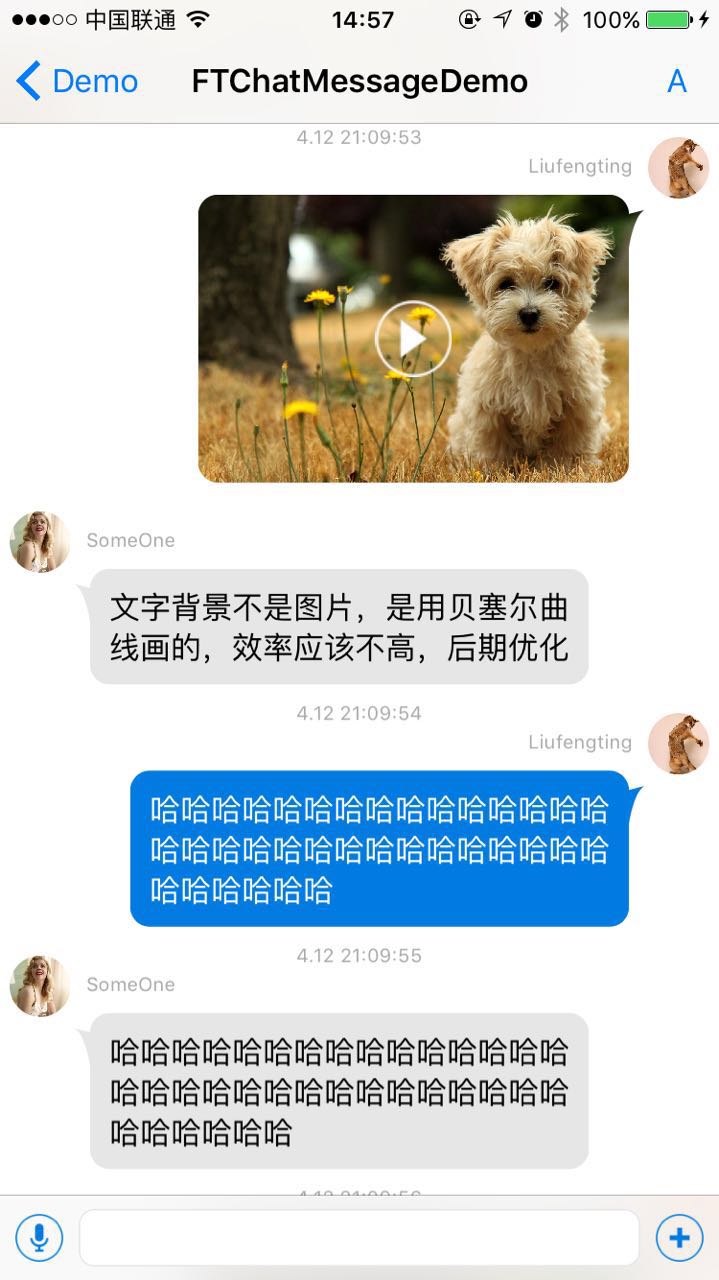 中国联通 14:57 100%
Demo FTChatMessageDemo A
4.12 21:09:53
Liufengting
SomeOne
文字背景不是图片，是用贝塞尔曲
线画的，效率应该不高，后期优化
4.12 21:09:54
Liufengting
哈哈哈哈哈哈哈哈哈哈哈哈哈哈哈
哈哈哈哈哈哈哈哈哈哈哈哈哈哈哈
哈哈哈哈哈哈
4.12 21:09:55
SomeOne
哈哈哈哈哈哈哈哈哈哈哈哈哈哈哈
哈哈哈哈哈哈哈哈哈哈哈哈哈哈哈
哈哈哈哈哈哈
4.12 21:09:56